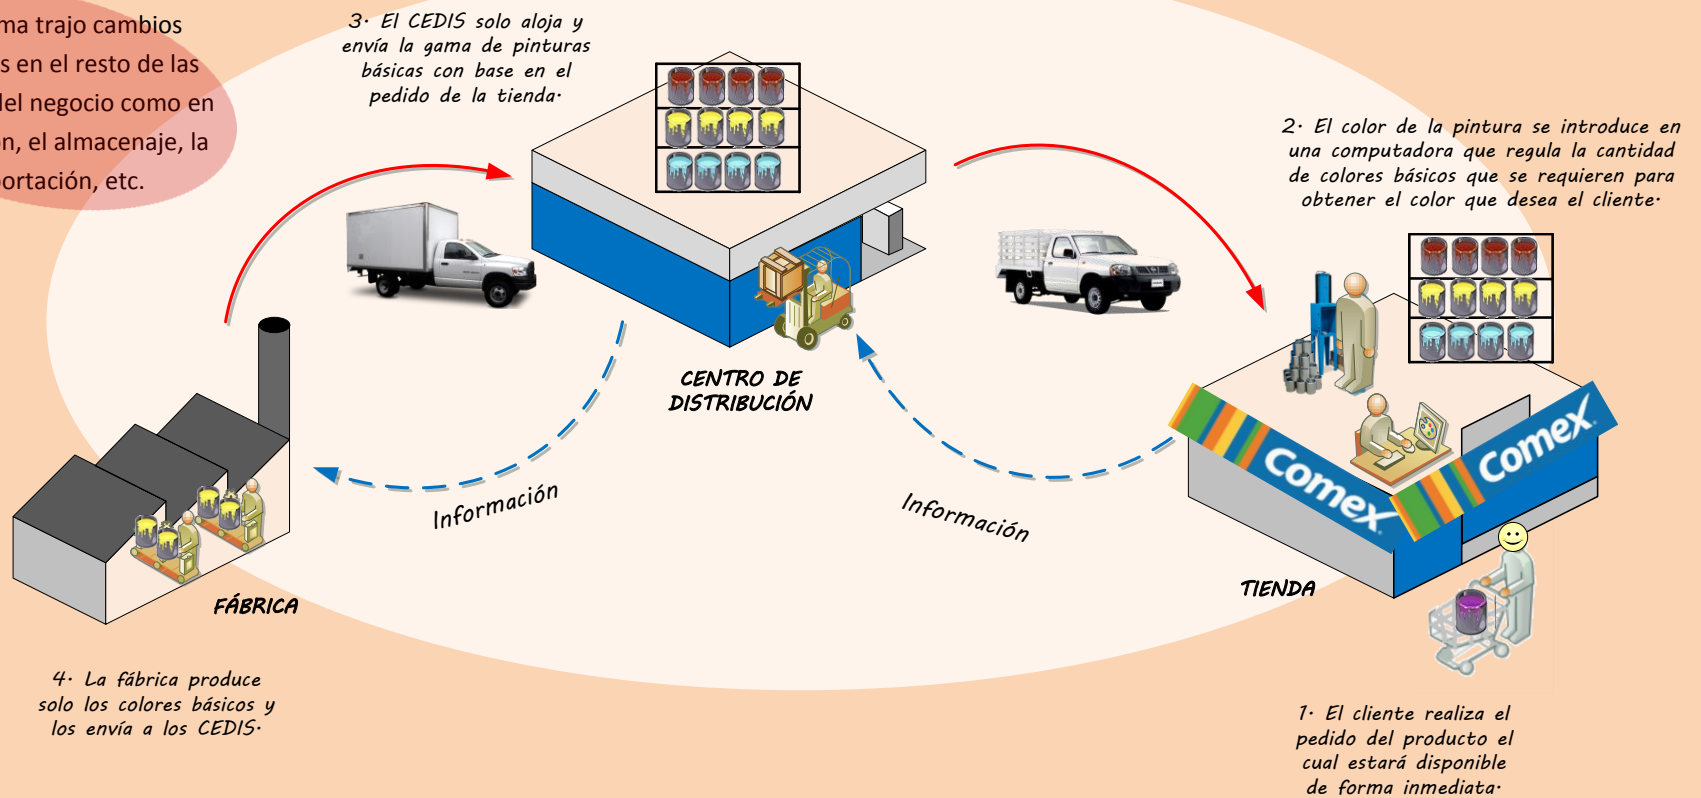 ma trajo cambios
s en el resto de las
del negocio como en
ón, el almacenaje, la
portación, etc.
3. El CEDIS solo aloja y
envía la gama de pinturas
básicas con base en el
pedido de la tienda.
2. El color de la pintura se introduce en
una computadora que regula la cantidad
de colores básicos que se requieren para
obtener el color que desea el cliente.
CENTRO DE
DISTRIBUCIÓN
Información
Información
Comex
Comex
FÁBRICA
TIENDA
4. La fábrica produce
solo los colores básicos y
los envía a los CEDIS.
1. El cliente realiza el
pedido del producto el
cual estará disponible
de forma inmediata.